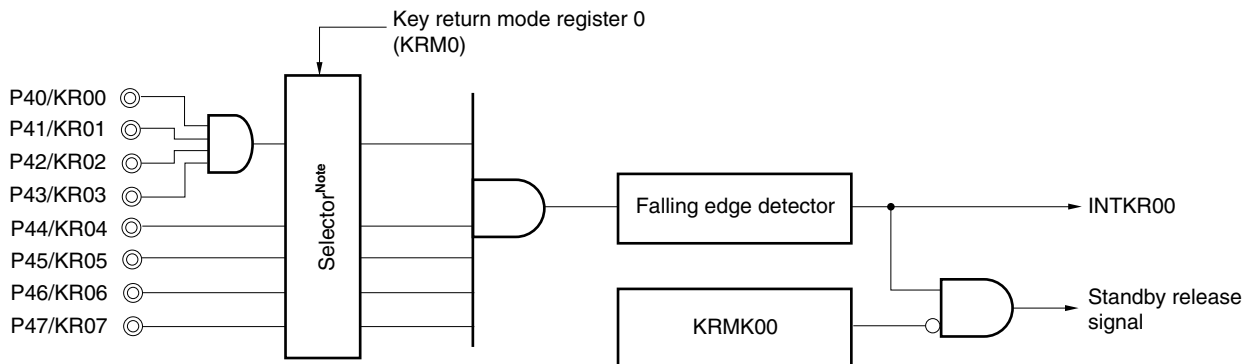 Key return mode register 0
(KRM0)
P40/KR00
P41/KR01
P42/KR02
P43/KR03
P44/KR04
P45/KR05
P46/KR06
P47/KR07
SelectorNote
Falling edge detector
INTKR00
KRMK00
Standby release
signal